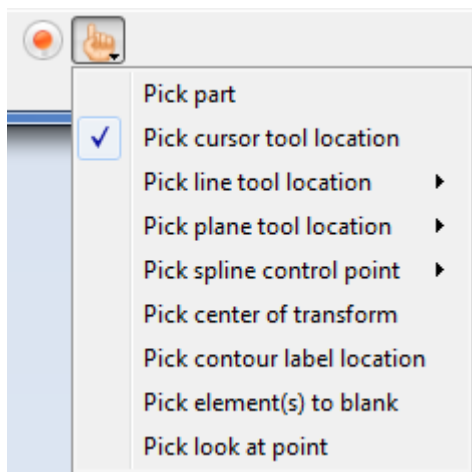 Pick part
Pick cursor tool location
Pick line tool location
Pick plane tool location
Pick spline control point
Pick center of transform
Pick contour label location
Pick element(s) to blank
Pick look at point